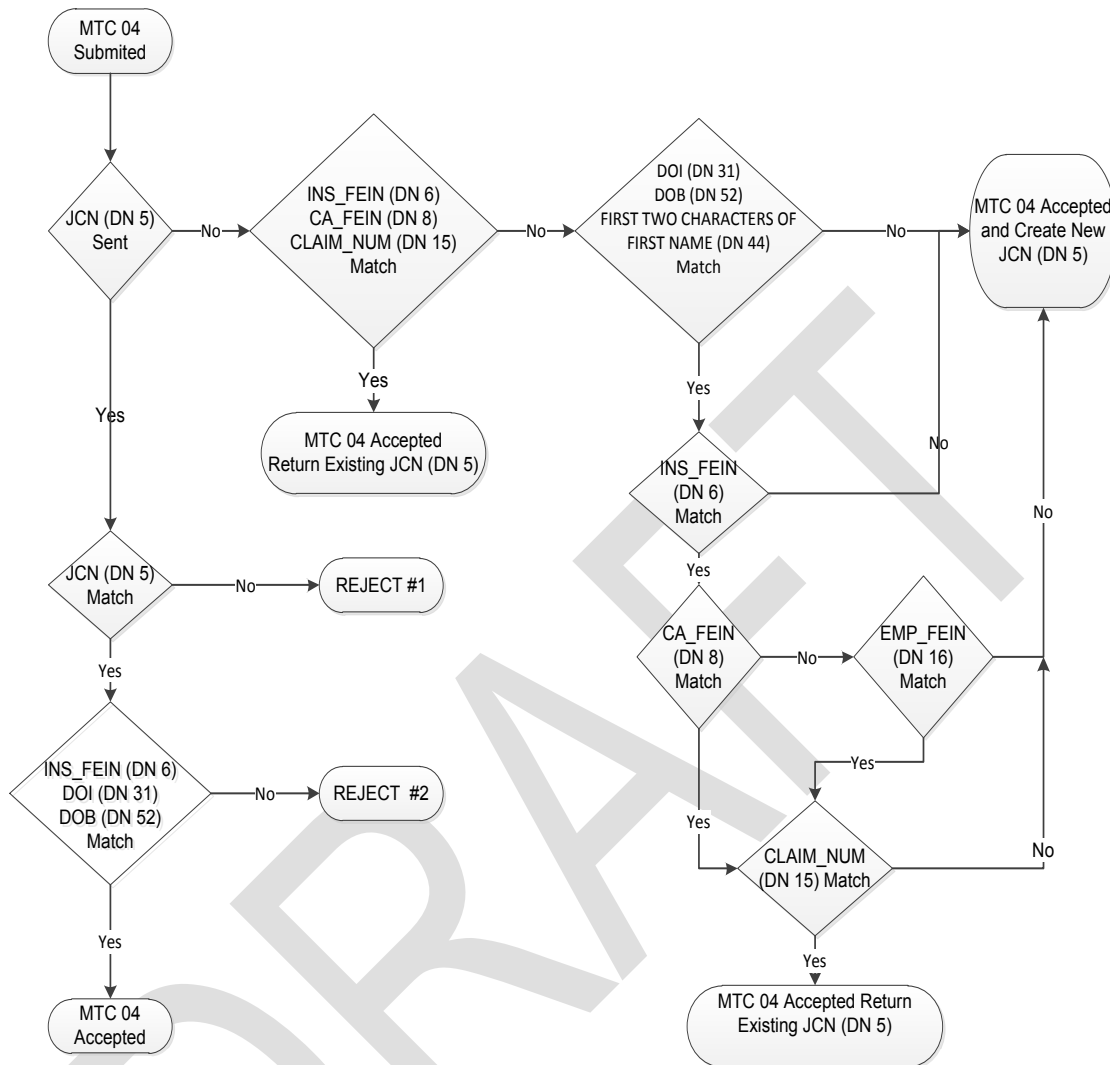 MTC 04
Submited
JCN (DN 5)
Sent
No
INS_FEIN (DN 6)
CA_FEIN (DN 8)
CLAIM_NUM (DN 15)
Match
No
DOI (DN 31)
DOB (DN 52)
FIRST TWO CHARACTERS OF
FIRST NAME (DN 44)
Match
No
MTC 04 Accepted
and Create New
JCN (DN 5)
Yes
Yes
Yes
MTC 04 Accepted
Return Existing JCN (DN 5)
INS_FEIN
(DN 6)
Match
No
Yes
No
JCN (DN 5)
Match
No
REJECT #1
CA_FEIN
(DN 8)
Match
No
EMP_FEIN
(DN 16)
Match
Yes
INS_FEIN (DN 6)
DOI (DN 31)
DOB (DN 52)
Match
No
REJECT #2
Yes
Yes
CLAIM_NUM
(DN 15) Match
No
Yes
Yes
MTC 04
Accepted
MTC 04 Accepted Return
Existing JCN (DN 5)
DRAFT